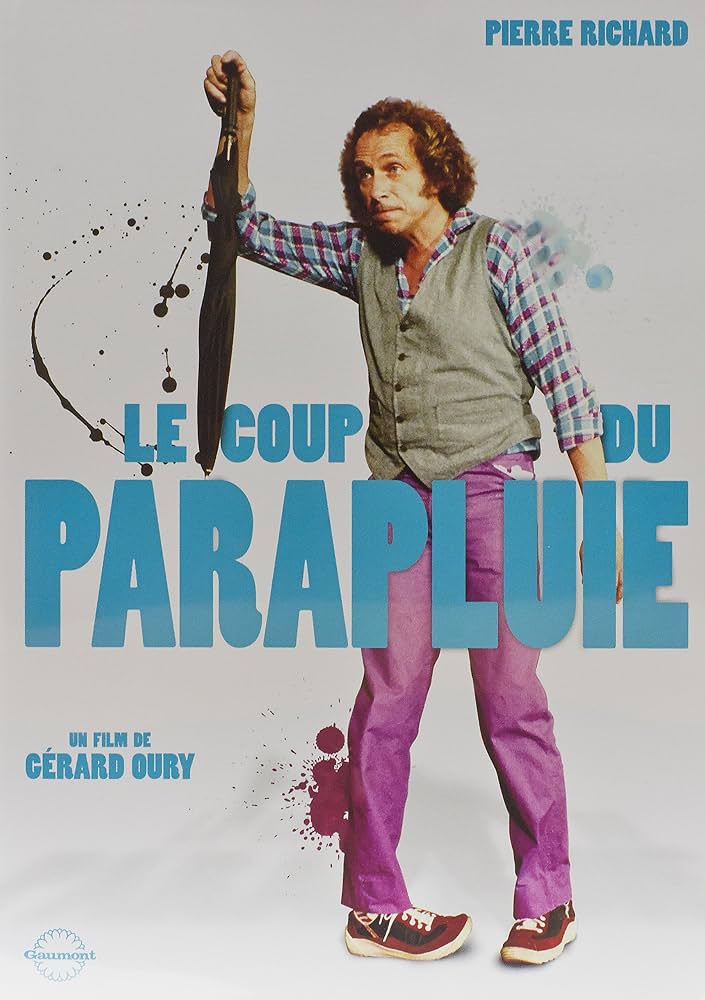 PIERRE RICHARD
LE COUP DU
PARAPLUIE
UN FILM DE
GÉRARD OURY
Gaumont